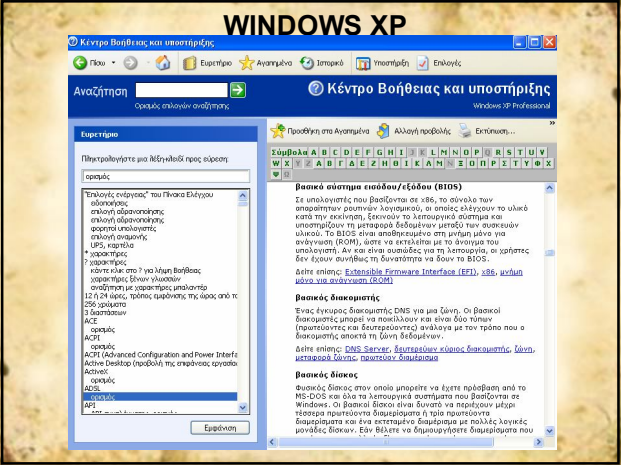 WINDOWS XP
Κέντρο Βοήθειας και υποστήριξης
Πίσω
Ευρετήριο
Αγαπημένα
Ιστορικό
Υποστήριξη
Επιλογές
Αναζήτηση
Ορισμός επιλογών αναζήτησης
Κέντρο Βοήθειας και υποστήριξης
Windows XP Professional
Ευρετήριο
Πληκτρολογήστε μια λέξη-κλειδί προς εύρεση:
ορισμός
"Επιλογές ενέργειας" του Πίνακα Ελέγχου
ειδοποιήσεις
επιλογή αδρανοποίησης
επιλογή αδρανοποίησης
φορητοί υπολογιστές
επιλογή αναμονής
UPS, καρτέλα
* χαρακτήρες
? χαρακτήρες
κάντε κλικ στο ? για λήψη Βοήθειας
χαρακτήρες ξένων γλωσσών
αναζήτηση με χαρακτήρες μπαλαντέρ
12 ή 24 ώρες, τρόπος εμφάνισης της ώρας από το
256 χρώματα
3 διαστάσεων
ACE
ορισμός
ACPI
ορισμός
ACPI (Advanced Configuration and Power Interfa
Active Desktop (προβολή της επιφάνειας εργασία
ActiveX
ορισμός
ADSL
ορισμός
API
Εμφάνιση
Προσθήκη στα Αγαπημένα
Αλλαγή προβολής
Εκτύπωση...
»
Σύμβολα A B C D E F G H I J K L M N O P Q R S T U V
W X Y Z Α Β Γ Δ Ε Ζ Η Θ Ι Κ Λ Μ Ν Ξ Ο Π Ρ Σ Τ Υ Φ Χ
Ψ Ω
βασικό σύστημα εισόδου/εξόδου (BIOS)
Σε υπολογιστές που βασίζονται σε x86, το σύνολο των
απαραίτητων ρουτινών λογισμικού, οι οποίες ελέγχουν το υλικό
κατά την εκκίνηση, ξεκινούν το λειτουργικό σύστημα και
υποστηρίζουν τη μεταφορά δεδομένων μεταξύ των συσκευών
υλικού. Το BIOS είναι αποθηκευμένο στη μνήμη μόνο για
ανάγνωση (ROM), ώστε να εκτελείται με το άνοιγμα του
υπολογιστή. Αν και είναι ουσιώδες για τη λειτουργία, οι χρήστες
δεν έχουν συνήθως τη δυνατότητα να δουν το BIOS.
Δείτε επίσης: Extensible Firmware Interface (EFI), x86, μνήμη
μόνο για ανάγνωση (ROM)
βασικός διακομιστής
Ένας έγκυρος διακομιστής DNS για μια ζώνη. Οι βασικοί
διακομιστές μπορεί να ποικίλλουν και είναι δύο τύπων
(πρωτεύοντες και δευτερεύοντες) ανάλογα με τον τρόπο που ο
διακομιστής αποκτά τη ζώνη δεδομένων.
Δείτε επίσης: DNS Server, δευτερεύων κύριος διακομιστής, ζώνη,
μεταφορά ζώνης, πρωτεύον διαμέρισμα
βασικός δίσκος
Φυσικός δίσκος στον οποίο μπορείτε να έχετε πρόσβαση από το
MS-DOS και όλα τα λειτουργικά συστήματα που βασίζονται σε
Windows. Οι βασικοί δίσκοι είναι δυνατό να περιέχουν μέχρι
τέσσερα πρωτεύοντα διαμερίσματα ή τρία πρωτεύοντα
διαμερίσματα και ένα εκτεταμένο διαμέρισμα με πολλές λογικές
μονάδες δίσκων. Εάν θέλετε να δημιουργήσετε διαμερίσματα που